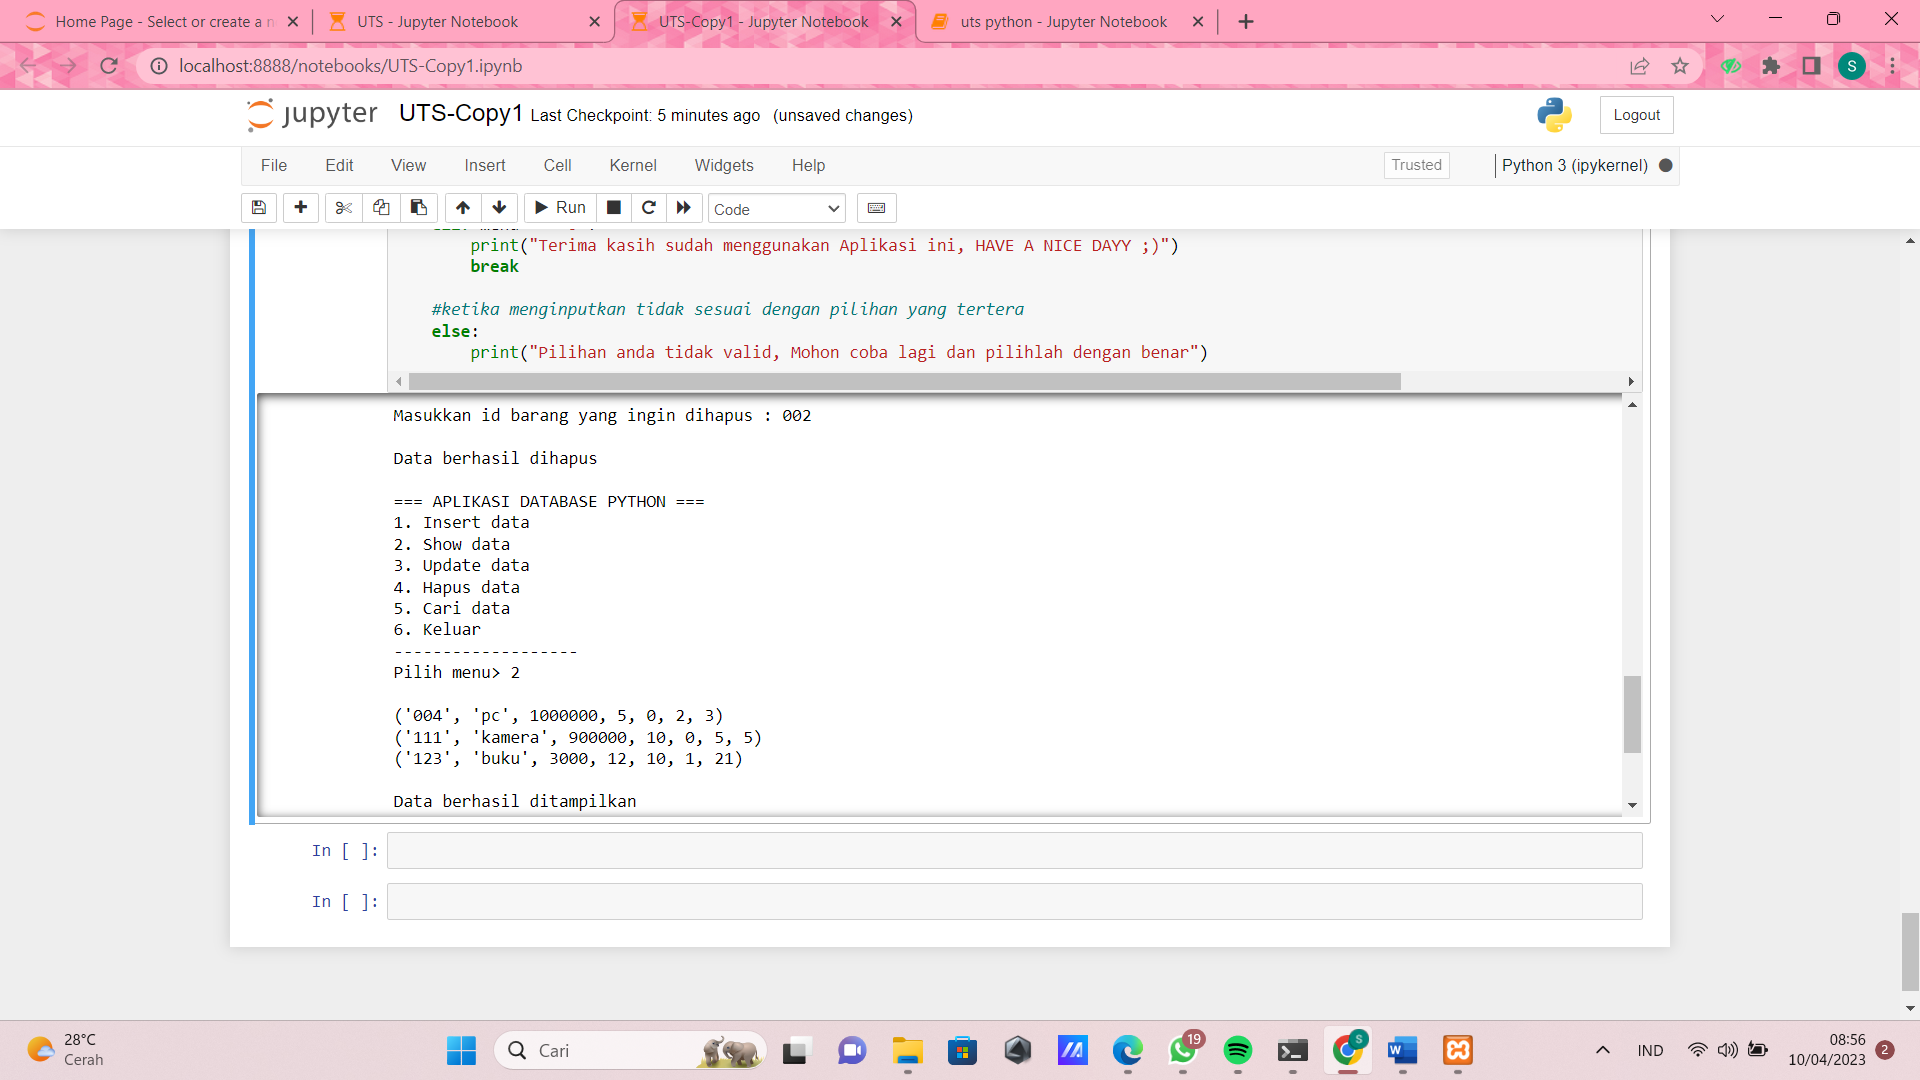 Home Page - Select or create a n
UTS - Jupyter Notebook
UTS-Copy1 - Jupyter Notebook
uts python - Jupyter Notebook
localhost:8888/notebooks/UTS-Copy1.ipynb
S
jupyter UTS-Copy1 Last Checkpoint: 5 minutes ago (unsaved changes)
Logout
File Edit View Insert Cell Kernel Widgets Help
Trusted
Python 3 (ipykernel)
Run
Code
print("Terima kasih sudah menggunakan Aplikasi ini, HAVE A NICE DAYY ;)")
break
#ketika menginputkan tidak sesuai dengan pilihan yang tertera
else:
print("Pilihan anda tidak valid, Mohon coba lagi dan pilihlah dengan benar")
Masukkan id barang yang ingin dihapus : 002
Data berhasil dihapus
=== APLIKASI DATABASE PYTHON ===
1. Insert data
2. Show data
3. Update data
4. Hapus data
5. Cari data
6. Keluar
-------------------
Pilih menu> 2
('004', 'pc', 1000000, 5, 0, 2, 3)
('111', 'kamera', 900000, 10, 0, 5, 5)
('123', 'buku', 3000, 12, 10, 1, 21)
Data berhasil ditampilkan
In [ ]:
In [ ]:
28°C
Cerah
Cari
19
S
W
IND
08:56
10/04/2023
2